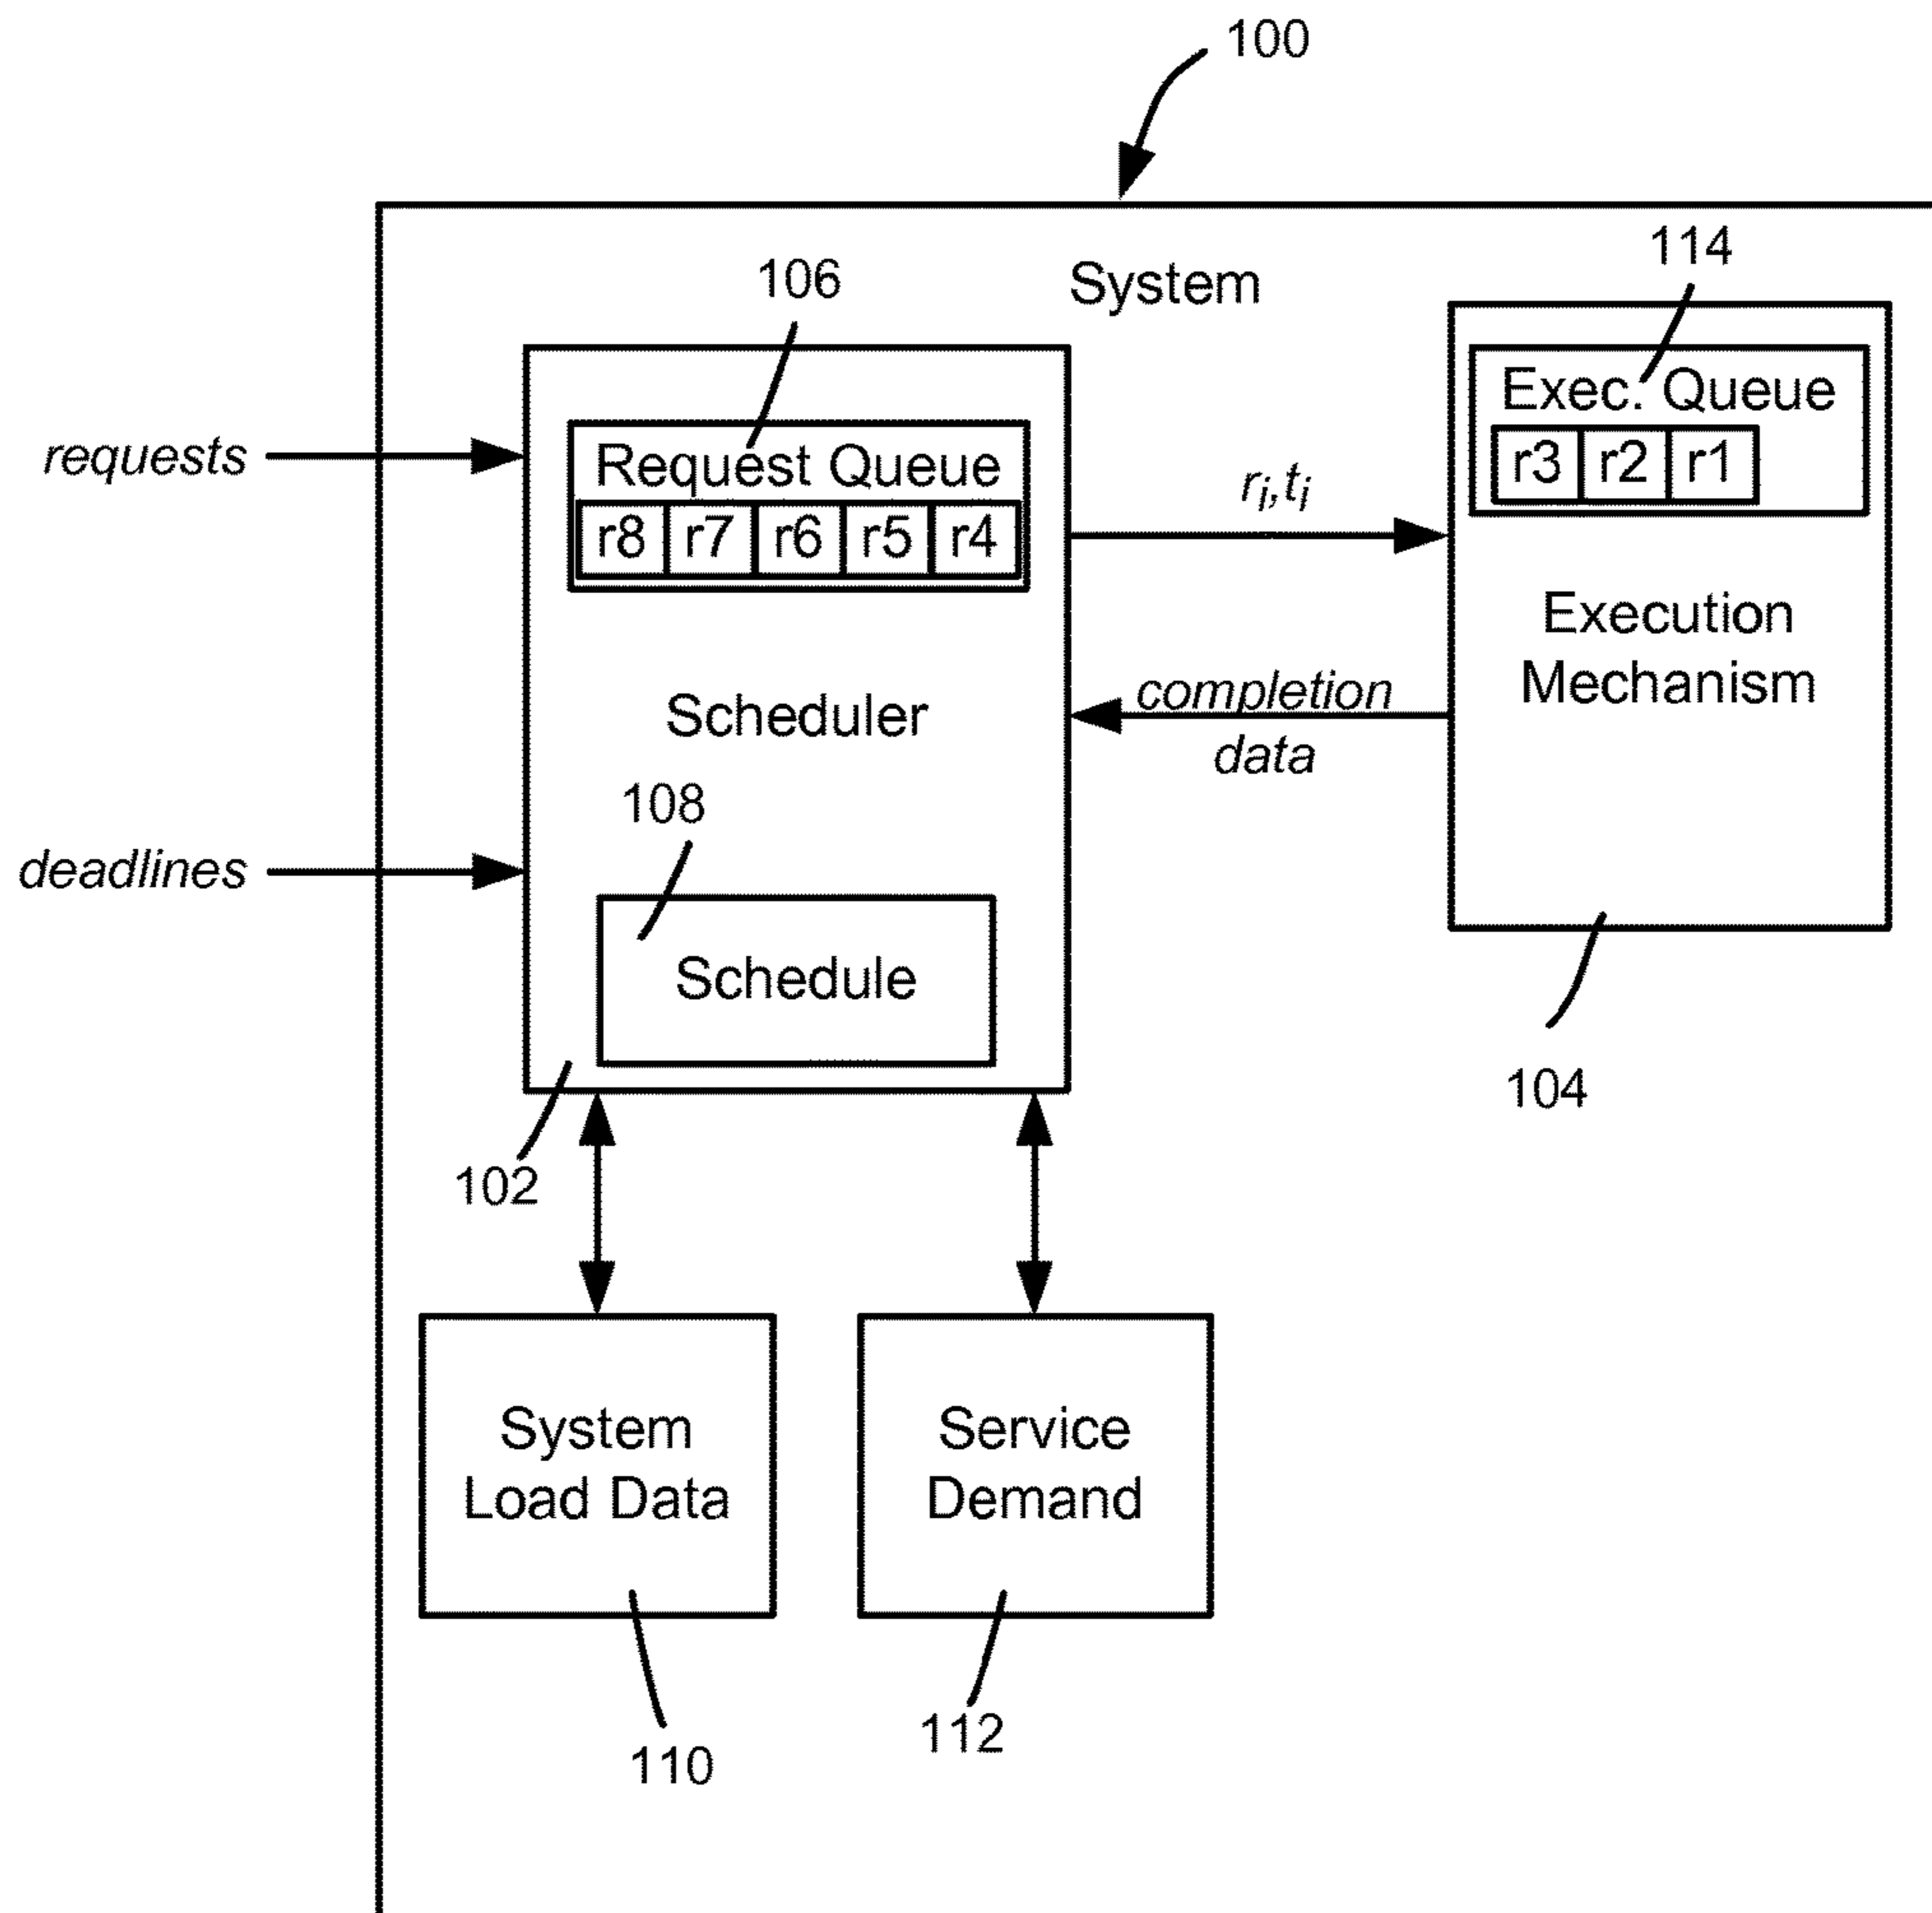 100
System
106
114
Request Queue
r8 r7 r6 r5 r4
Exec. Queue
r3 r2 r1
requests
ri,ti
Execution
Mechanism
Scheduler
completion
data
108
deadlines
Schedule
102
104
System
Load Data
Service
Demand
110
112